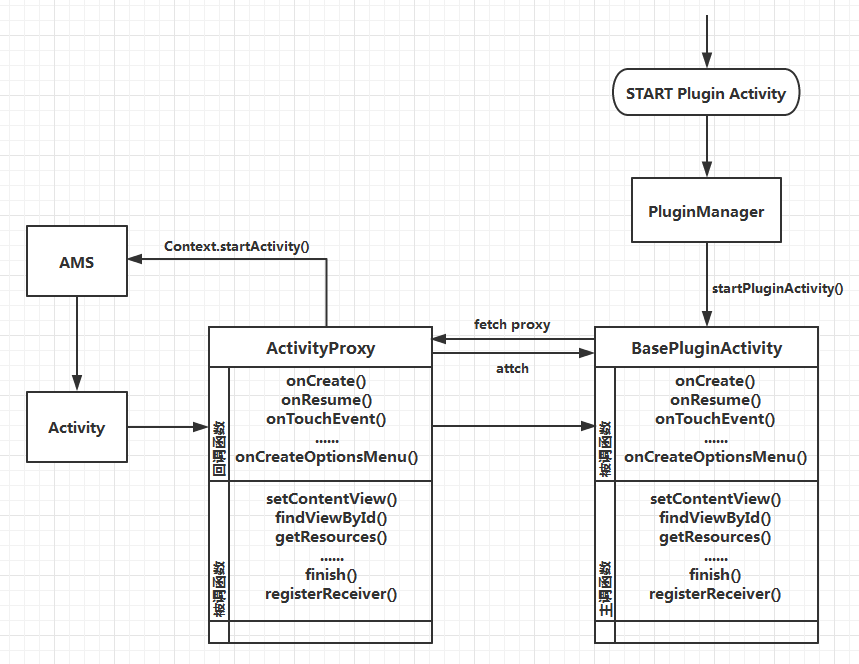 START Plugin Activity
PluginManager
startPluginActivity()
AMS
Context.startActivity()
Activity
fetch proxy
attch
ActivityProxy
回调函数
onCreate()
onResume()
onTouchEvent()
......
onCreateOptionsMenu()
被调函数
setContentView()
findViewById()
getResources()
......
finish()
registerReceiver()
BasePluginActivity
被调函数
onCreate()
onResume()
onTouchEvent()
......
onCreateOptionsMenu()
主调函数
setContentView()
findViewById()
getResources()
......
finish()
registerReceiver()